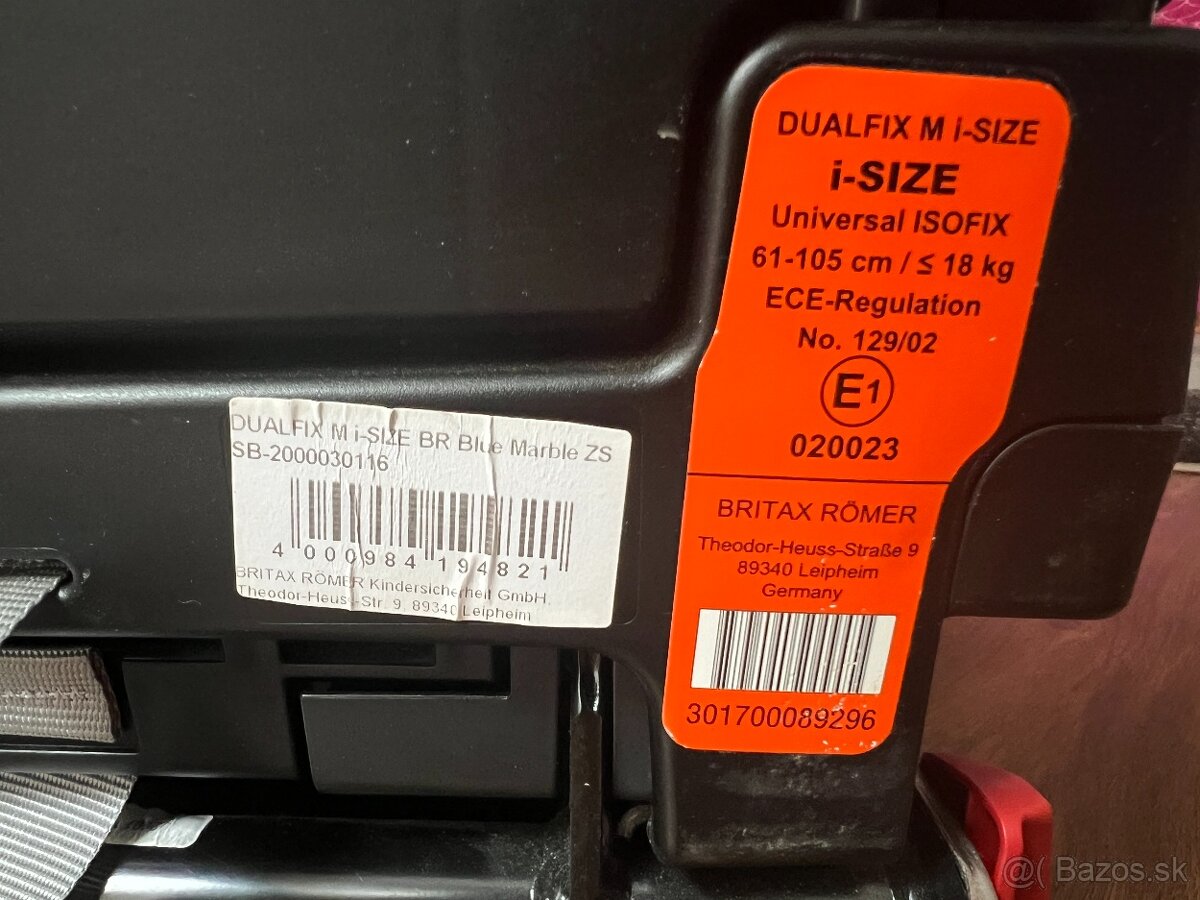 DUALFIX M i-SIZE
i-SIZE
Universal ISOFIX
61-105 cm / ≤ 18 kg
ECE-Regulation
No. 129/02
E1
020023
BRITAX RÖMER
Theodor-Heuss-Straße 9
89340 Leipheim
Germany
301700089296
DUALFIX M i-SIZE BR Blue Marble ZS
SB-2000030116
4 000984 194821
BRITAX RÖMER Kindersicherheit GmbH,
Theodor-Heuss-Str. 9, 89340 Leipheim
@( Bazos.sk